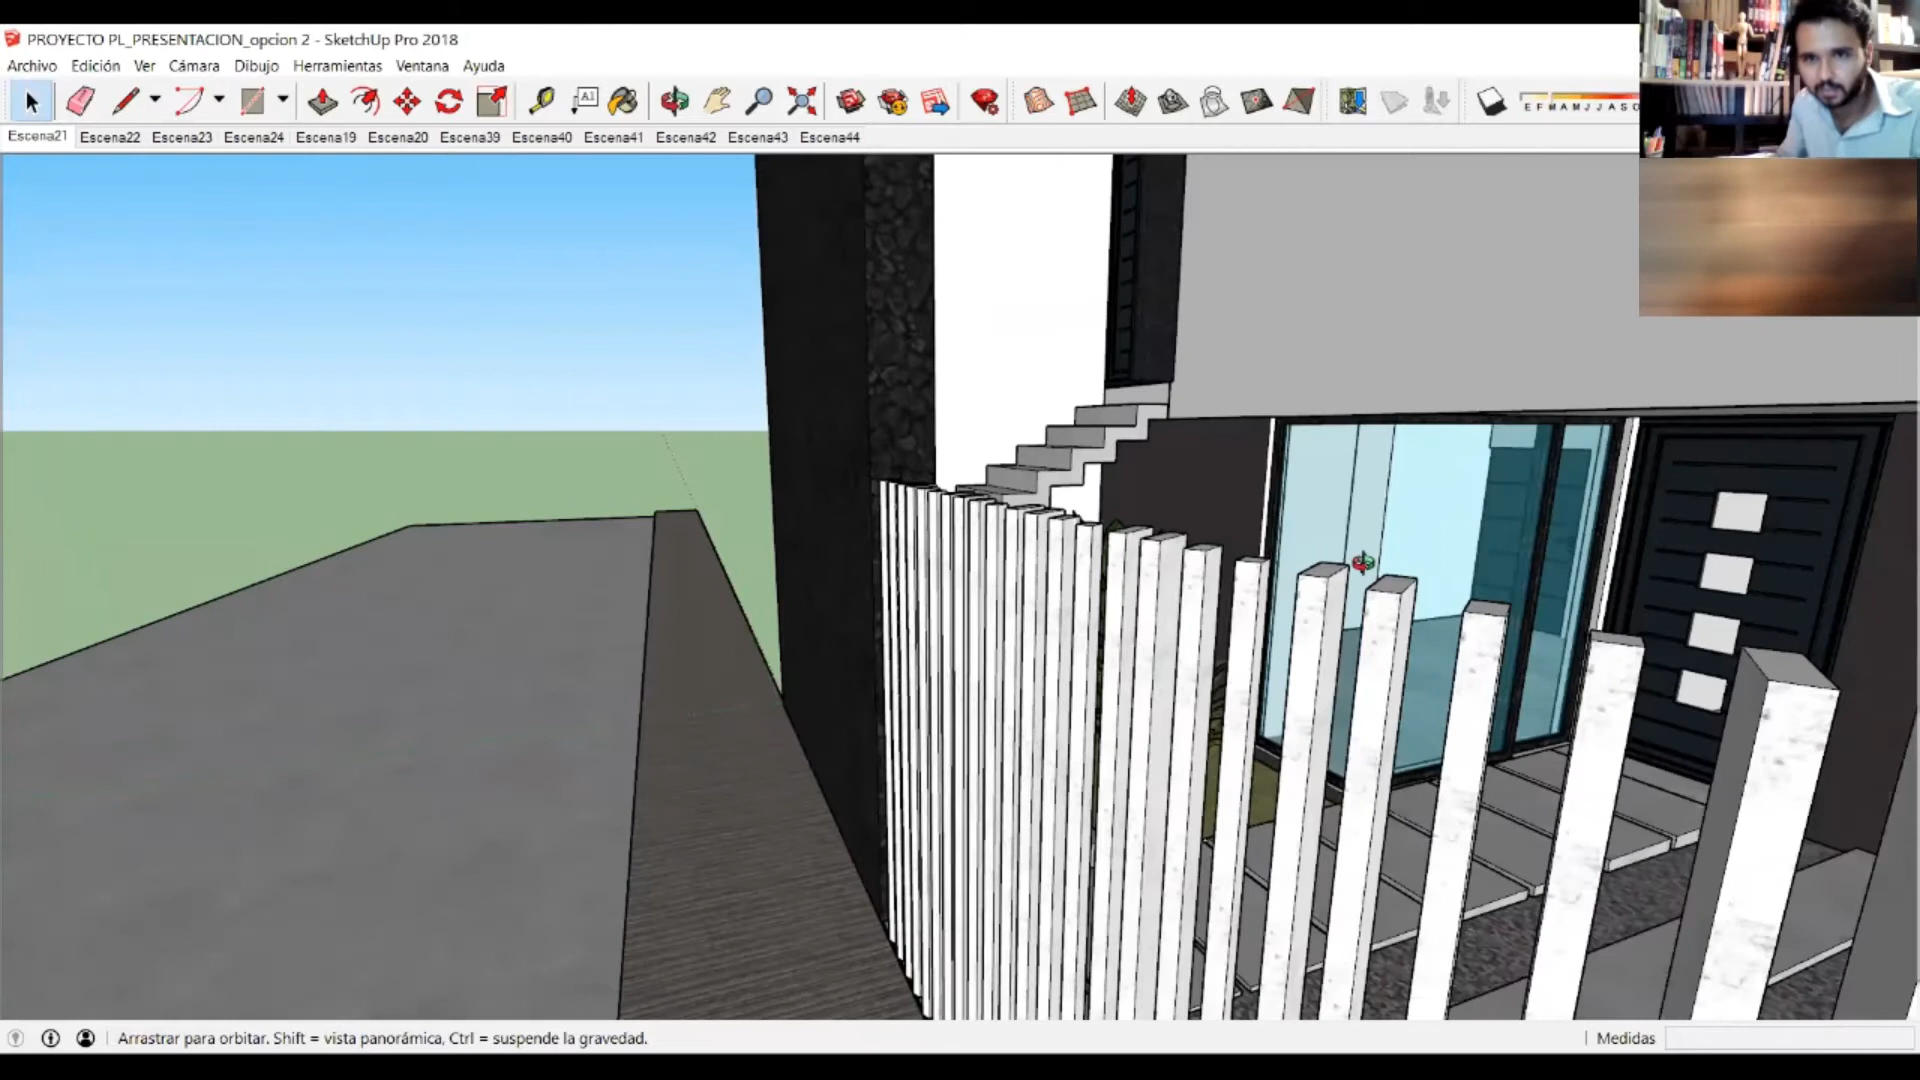 PROYECTO PL_PRESENTACION_opcion 2 - SketchUp Pro 2018
Archivo Edición Ver Cámara Dibujo Herramientas Ventana Ayuda
A1
E F M A M J J A S O
Escena21 Escena22 Escena23 Escena24 Escena19 Escena20 Escena39 Escena40 Escena41 Escena42 Escena43 Escena44
Arrastrar para orbitar. Shift = vista panorámica, Ctrl = suspende la gravedad.
Medidas